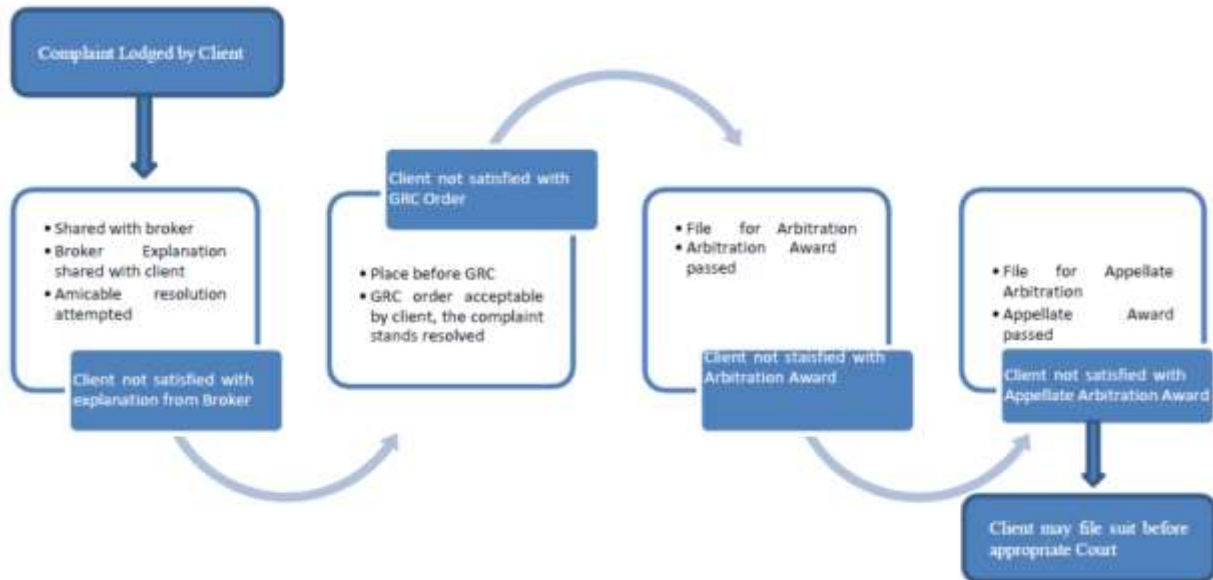 Complaint Lodged by Client
• Shared with broker
• Broker Explanation
shared with client
• Amicable resolution
attempted
Client not satisfied with
explanation from Broker
Client not satisfied with
GRC Order
• Place before GRC
• GRC order acceptable
by client, the complaint
stands resolved
• File for Arbitration
• Arbitration Award
passed
Client not staisfied with
Arbitration Award
• File for Appellate
Arbitration
• Appellate Award
passed
Client not satisfied with
Appellate Arbitration Award
Client may file suit before
appropriate Court